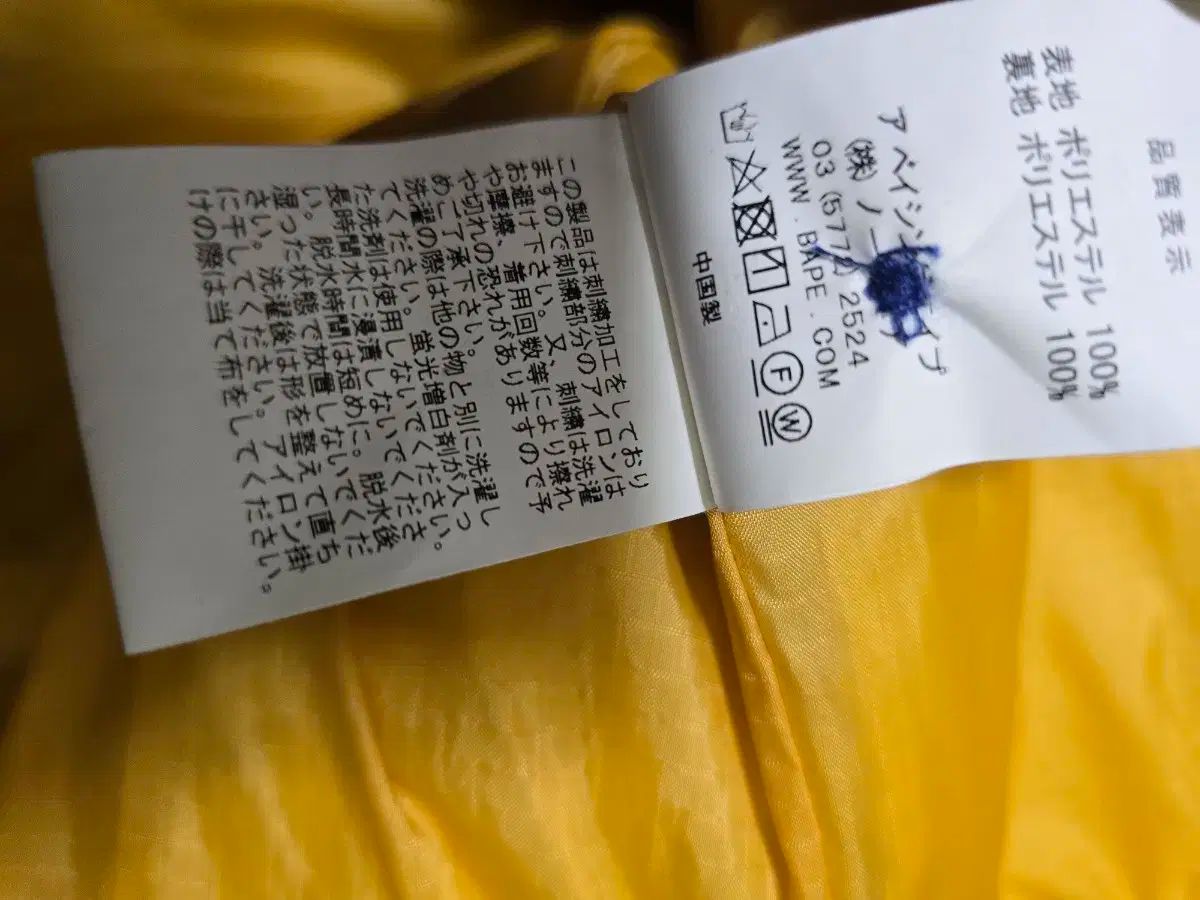 品質表示
表地 ポリエステル 100%
裏地 ポリエステル 100%
(株)
03 2524
WWW . BAPE . COM
F W
中国製
この製品は刺繍加工をしており
ますので刺繍部分のアイロンは
お避け下さい。又、刺繍は洗濯
や摩擦、着用回数等により擦れ
や切れの恐れがありますので予
めご了承下さい。
洗濯の際は他の物と別に洗濯し
てください。蛍光増白剤が入っ
た洗剤は使用しないでください。
長時間水に浸漬しないでくださ
い。脱水時間は短めに。脱水後
湿った状態で放置しないでくだ
さい。洗濯後は形を整えて直ち
に干してください。アイロン掛
けの際は当て布をしてください。